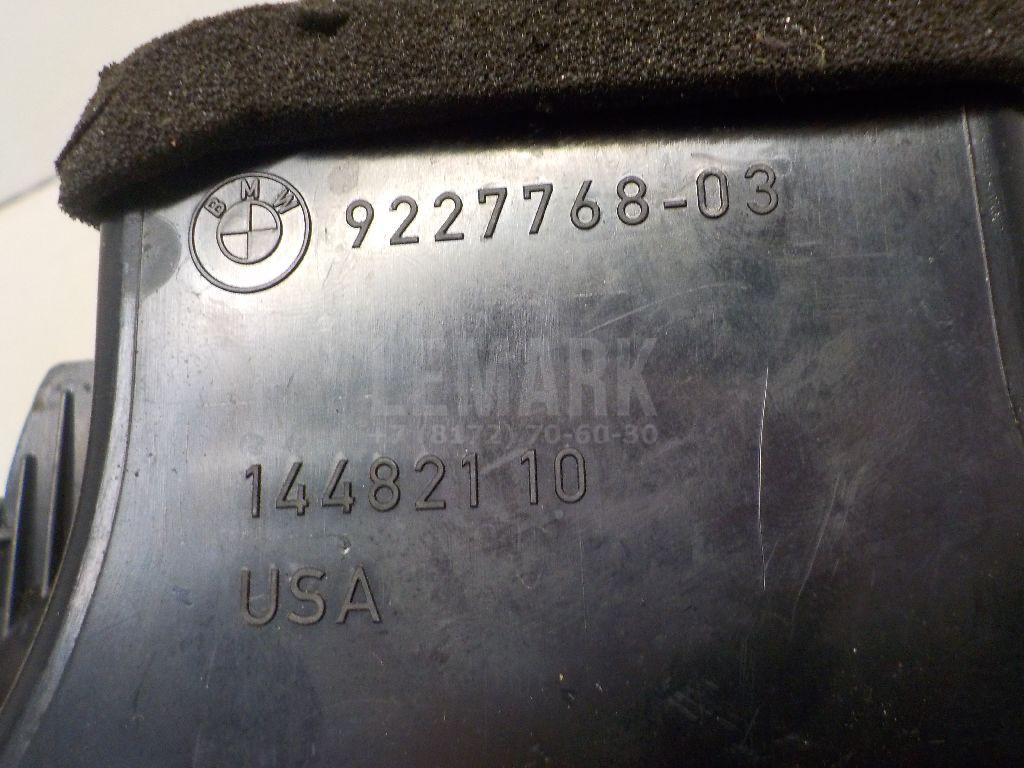 BMW 9227768-03
LEMARK
+7 (8172) 70-60-30
144821 10
USA